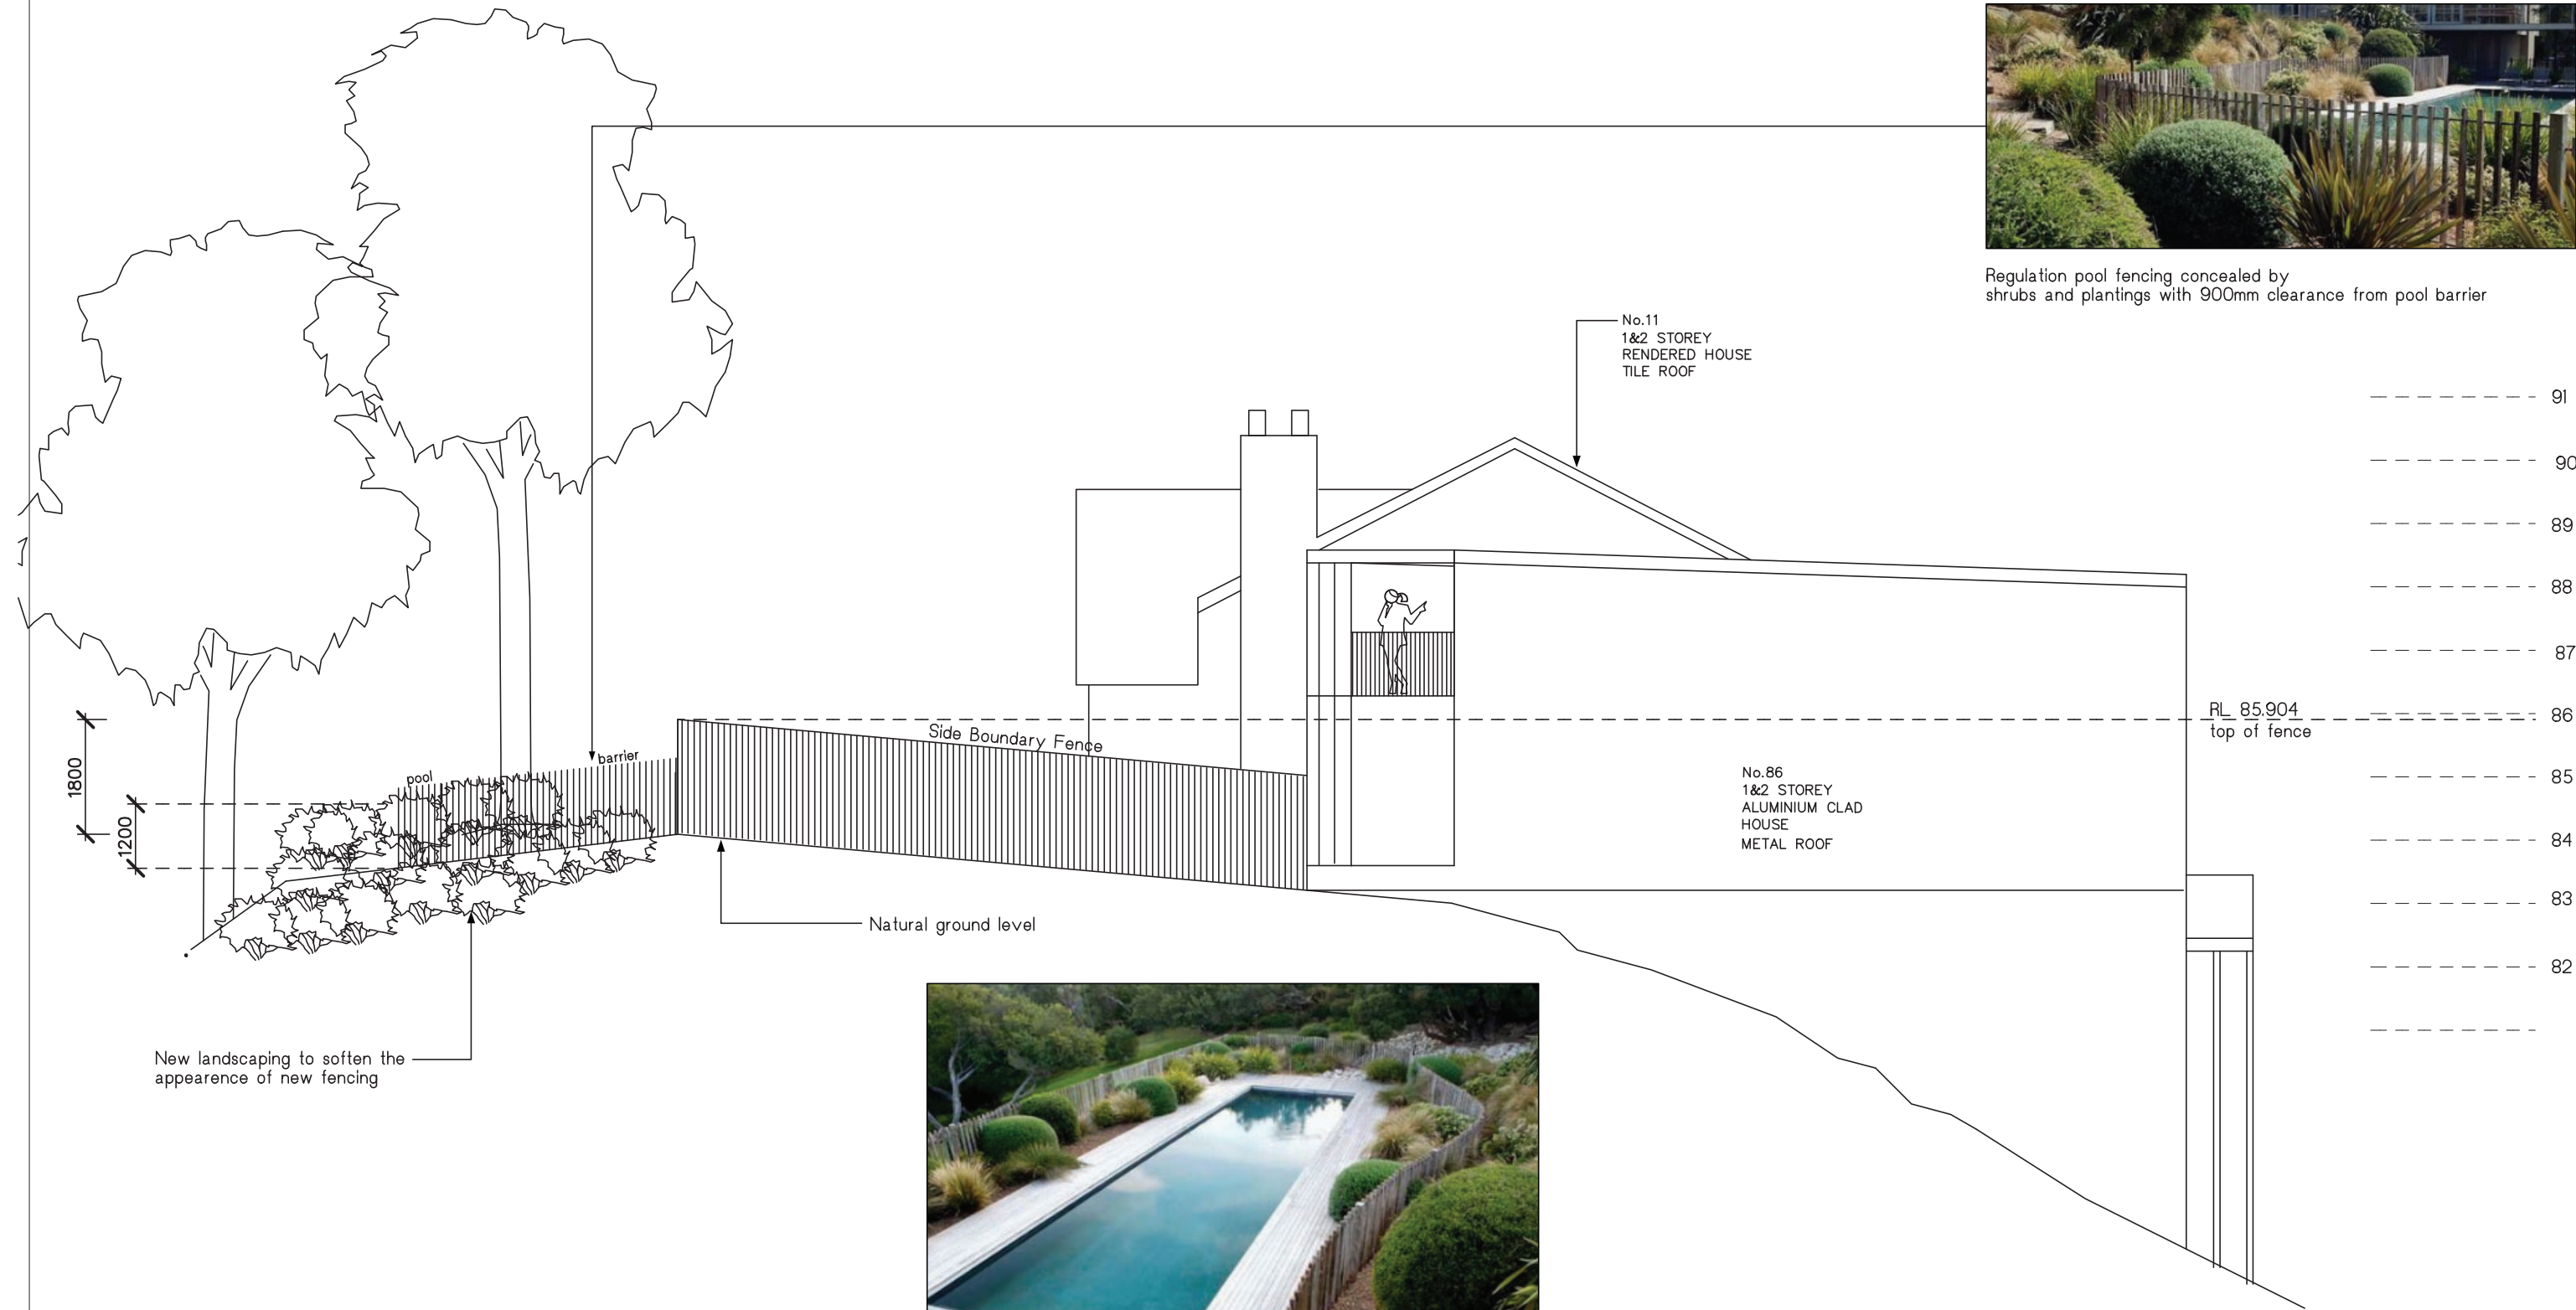 Regulation pool fencing concealed by
shrubs and plantings with 900mm clearance from pool barrier
No.11
1&2 STOREY
RENDERED HOUSE
TILE ROOF
91
90
89
88
87
86
85
84
83
82
RL 85.904
top of fence
Side Boundary Fence
barrier
pool
1800
1200
No.86
1&2 STOREY
ALUMINIUM CLAD
HOUSE
METAL ROOF
Natural ground level
New landscaping to soften the
appearence of new fencing